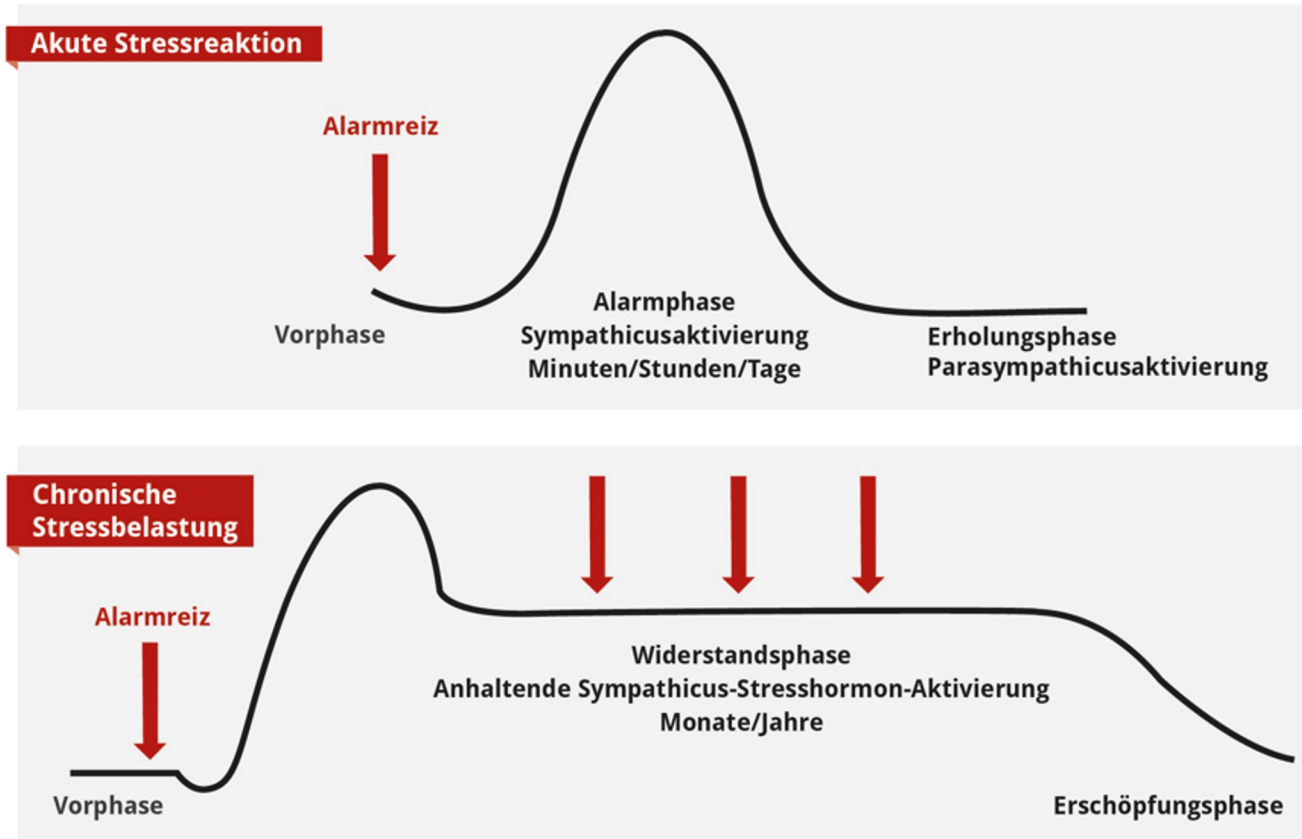 Akute Stressreaktion
Alarmreiz
Vorphase
Alarmphase
Sympathicusaktivierung
Minuten/Stunden/Tage
Erholungsphase
Parasympathicusaktivierung
Chronische
Stressbelastung
Alarmreiz
Vorphase
Widerstandsphase
Anhaltende Sympathicus-Stresshormon-Aktivierung
Monate/Jahre
Erschöpfungsphase